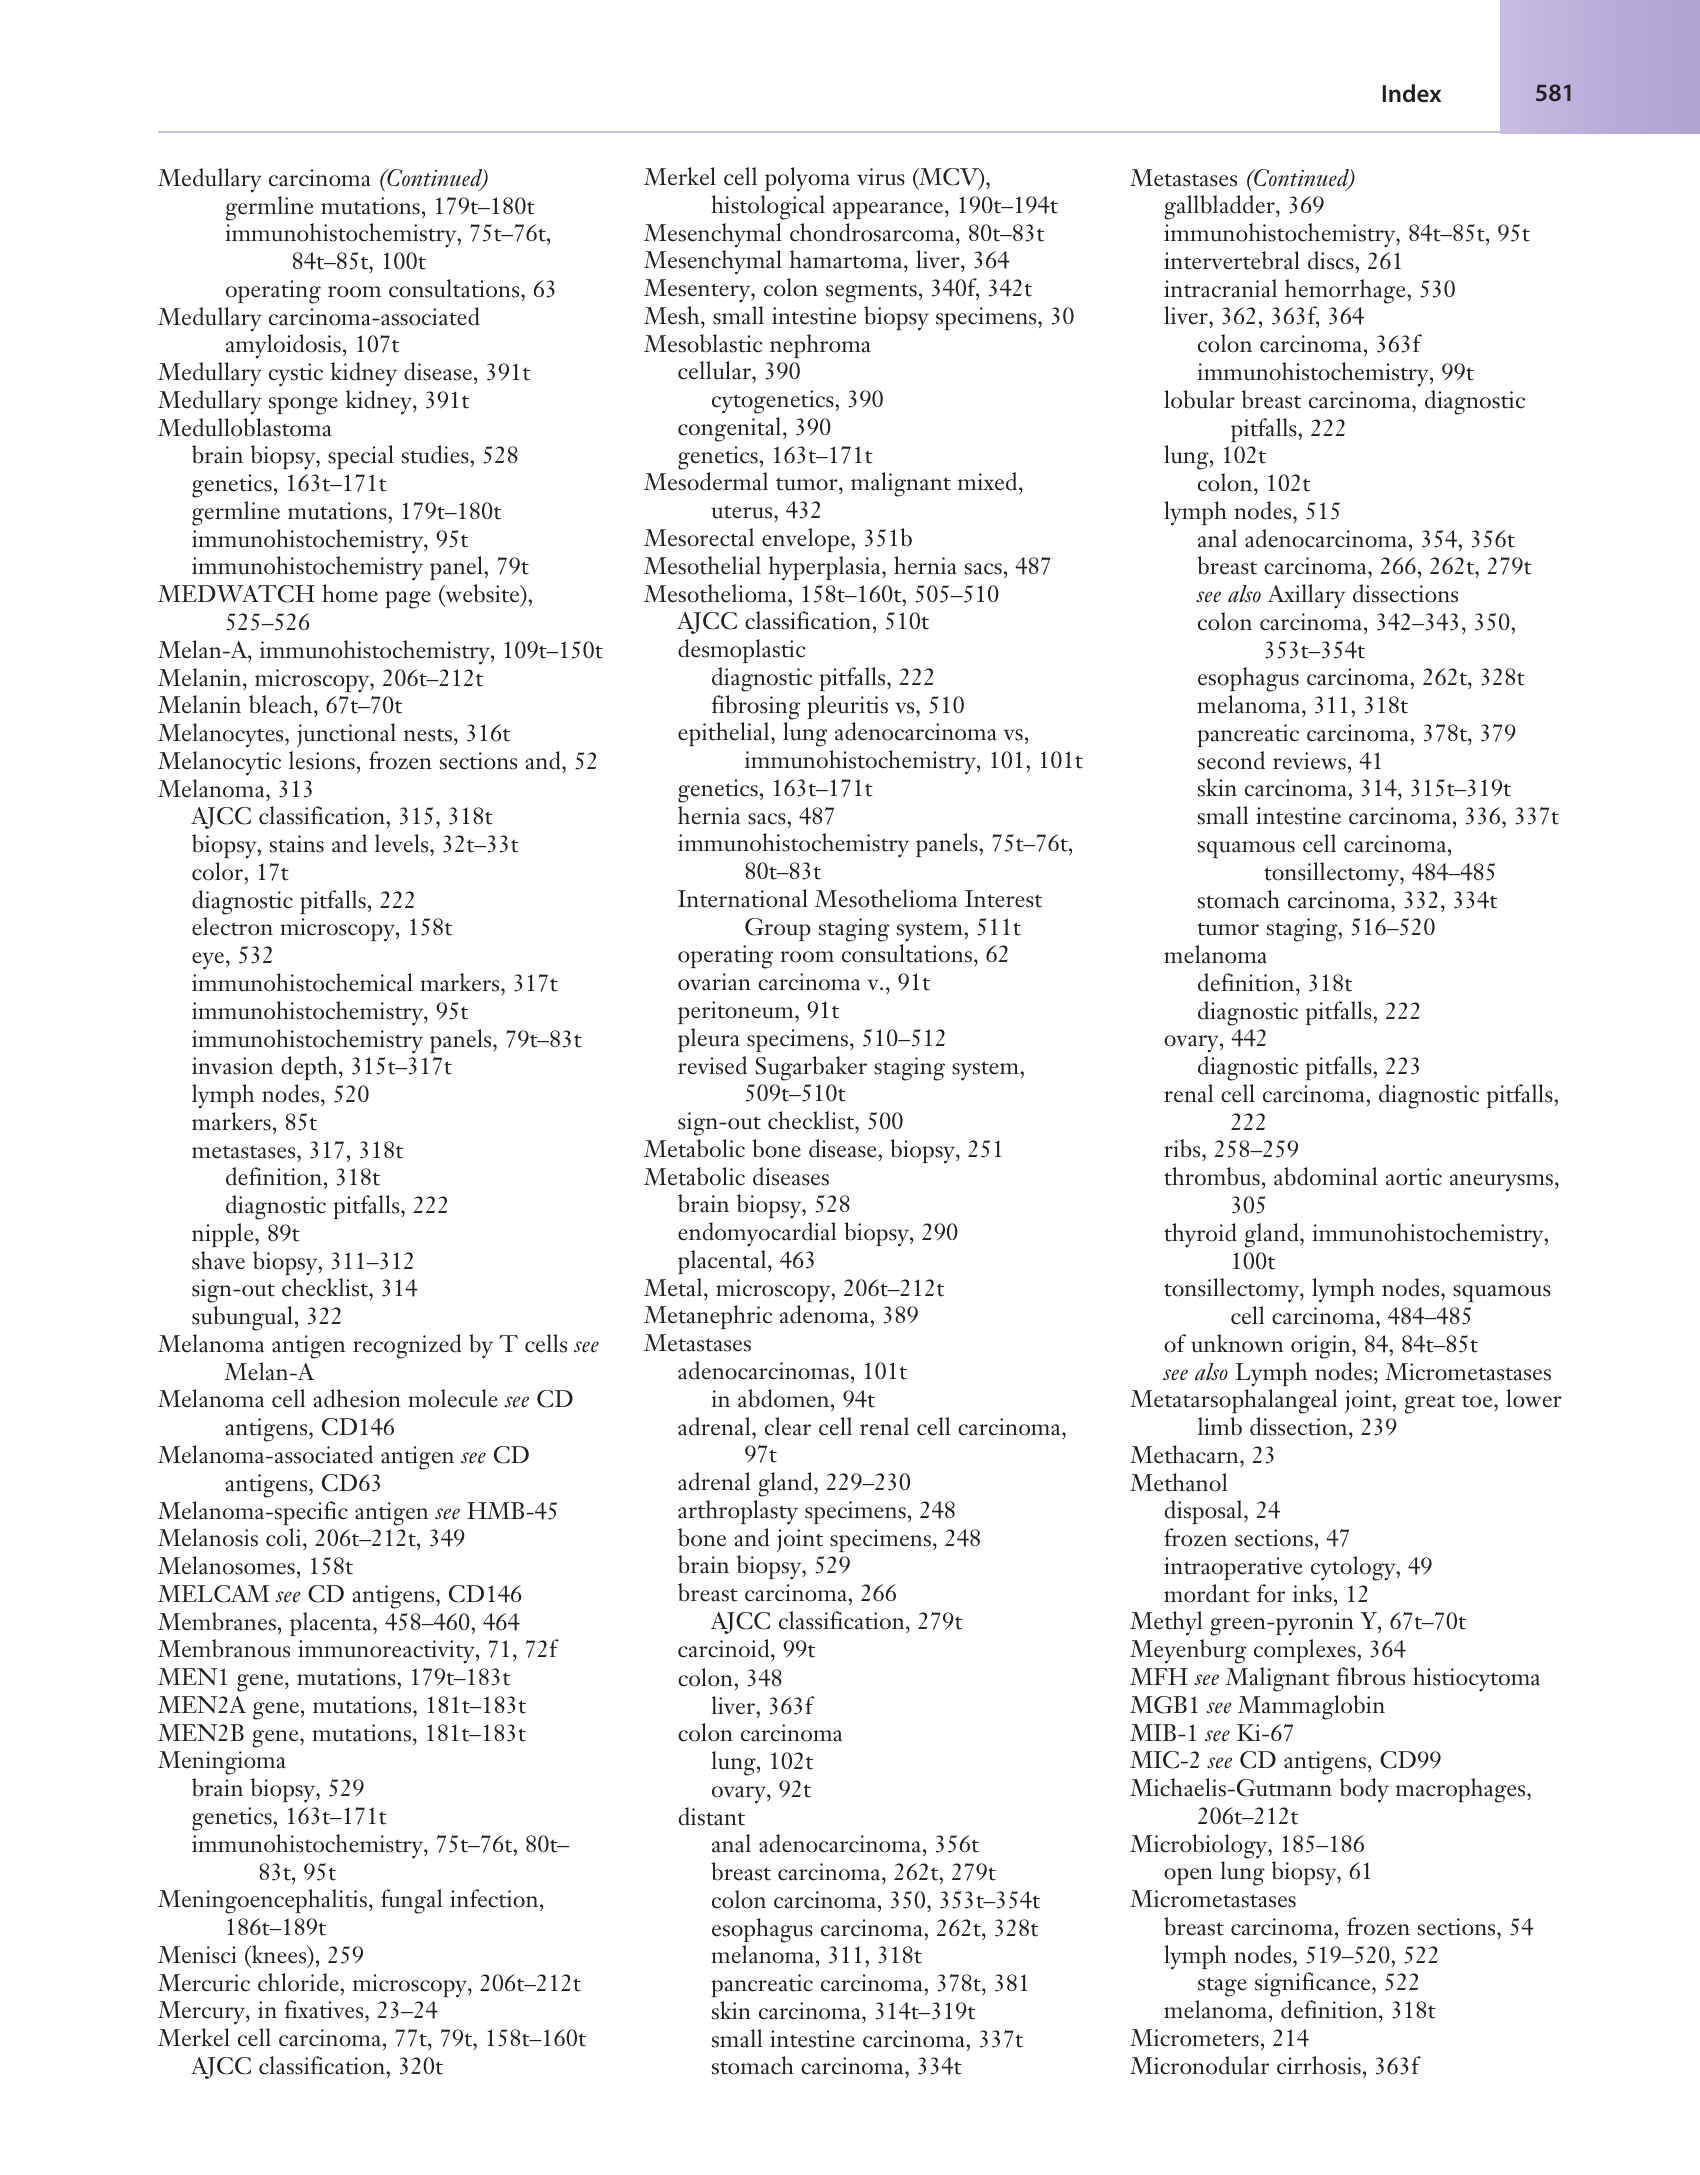 Index
581
Medullary carcinoma (Continued)
germline mutations, 179t–180t
immunohistochemistry, 75t–76t,
84t–85t, 100t
operating room consultations, 63
Medullary carcinoma-associated
amyloidosis, 107t
Medullary cystic kidney disease, 391t
Medullary sponge kidney, 391t
Medulloblastoma
brain biopsy, special studies, 528
genetics, 163t–171t
germline mutations, 179t–180t
immunohistochemistry, 95t
immunohistochemistry panel, 79t
MEDWATCH home page (website),
525–526
Melan-A, immunohistochemistry, 109t–150t
Melanin, microscopy, 206t–212t
Melanin bleach, 67t–70t
Melanocytes, junctional nests, 316t
Melanocytic lesions, frozen sections and, 52
Melanoma, 313
AJCC classification, 315, 318t
biopsy, stains and levels, 32t–33t
color, 17t
diagnostic pitfalls, 222
electron microscopy, 158t
eye, 532
immunohistochemical markers, 317t
immunohistochemistry, 95t
immunohistochemistry panels, 79t–83t
invasion depth, 315t–317t
lymph nodes, 520
markers, 85t
metastases, 317, 318t
definition, 318t
diagnostic pitfalls, 222
nipple, 89t
shave biopsy, 311–312
sign-out checklist, 314
subungual, 322
Melanoma antigen recognized by T cells see
Melan-A
Melanoma cell adhesion molecule see CD
antigens, CD146
Melanoma-associated antigen see CD
antigens, CD63
Melanoma-specific antigen see HMB-45
Melanosis coli, 206t–212t, 349
Melanosomes, 158t
MELCAM see CD antigens, CD146
Membranes, placenta, 458–460, 464
Membranous immunoreactivity, 71, 72f
MEN1 gene, mutations, 179t–183t
MEN2A gene, mutations, 181t–183t
MEN2B gene, mutations, 181t–183t
Meningioma
brain biopsy, 529
genetics, 163t–171t
immunohistochemistry, 75t–76t, 80t–
83t, 95t
Meningoencephalitis, fungal infection,
186t–189t
Menisci (knees), 259
Mercuric chloride, microscopy, 206t–212t
Mercury, in fixatives, 23–24
Merkel cell carcinoma, 77t, 79t, 158t–160t
AJCC classification, 320t
Merkel cell polyoma virus (MCV),
histological appearance, 190t–194t
Mesenchymal chondrosarcoma, 80t–83t
Mesenchymal hamartoma, liver, 364
Mesentery, colon segments, 340f, 342t
Mesh, small intestine biopsy specimens, 30
Mesoblastic nephroma
cellular, 390
cytogenetics, 390
congenital, 390
genetics, 163t–171t
Mesodermal tumor, malignant mixed,
uterus, 432
Mesorectal envelope, 351b
Mesothelial hyperplasia, hernia sacs, 487
Mesothelioma, 158t–160t, 505–510
AJCC classification, 510t
desmoplastic
diagnostic pitfalls, 222
fibrosing pleuritis vs, 510
epithelial, lung adenocarcinoma vs,
immunohistochemistry, 101, 101t
genetics, 163t–171t
hernia sacs, 487
immunohistochemistry panels, 75t–76t,
80t–83t
International Mesothelioma Interest
Group staging system, 511t
operating room consultations, 62
ovarian carcinoma v., 91t
peritoneum, 91t
pleura specimens, 510–512
revised Sugarbaker staging system,
509t–510t
sign-out checklist, 500
Metabolic bone disease, biopsy, 251
Metabolic diseases
brain biopsy, 528
endomyocardial biopsy, 290
placental, 463
Metal, microscopy, 206t–212t
Metanephric adenoma, 389
Metastases
adenocarcinomas, 101t
in abdomen, 94t
adrenal, clear cell renal cell carcinoma,
97t
adrenal gland, 229–230
arthroplasty specimens, 248
bone and joint specimens, 248
brain biopsy, 529
breast carcinoma, 266
AJCC classification, 279t
carcinoid, 99t
colon, 348
liver, 363f
colon carcinoma
lung, 102t
ovary, 92t
distant
anal adenocarcinoma, 356t
breast carcinoma, 262t, 279t
colon carcinoma, 350, 353t–354t
esophagus carcinoma, 262t, 328t
melanoma, 311, 318t
pancreatic carcinoma, 378t, 381
skin carcinoma, 314t–319t
small intestine carcinoma, 337t
stomach carcinoma, 334t
Metastases (Continued)
gallbladder, 369
immunohistochemistry, 84t–85t, 95t
intervertebral discs, 261
intracranial hemorrhage, 530
liver, 362, 363f, 364
colon carcinoma, 363f
immunohistochemistry, 99t
lobular breast carcinoma, diagnostic
pitfalls, 222
lung, 102t
colon, 102t
lymph nodes, 515
anal adenocarcinoma, 354, 356t
breast carcinoma, 266, 262t, 279t
see also Axillary dissections
colon carcinoma, 342–343, 350,
353t–354t
esophagus carcinoma, 262t, 328t
melanoma, 311, 318t
pancreatic carcinoma, 378t, 379
second reviews, 41
skin carcinoma, 314, 315t–319t
small intestine carcinoma, 336, 337t
squamous cell carcinoma,
tonsillectomy, 484–485
stomach carcinoma, 332, 334t
tumor staging, 516–520
melanoma
definition, 318t
diagnostic pitfalls, 222
ovary, 442
diagnostic pitfalls, 223
renal cell carcinoma, diagnostic pitfalls,
222
ribs, 258–259
thrombus, abdominal aortic aneurysms,
305
thyroid gland, immunohistochemistry,
100t
tonsillectomy, lymph nodes, squamous
cell carcinoma, 484–485
of unknown origin, 84, 84t–85t
see also Lymph nodes; Micrometastases
Metatarsophalangeal joint, great toe, lower
limb dissection, 239
Methacarn, 23
Methanol
disposal, 24
frozen sections, 47
intraoperative cytology, 49
mordant for inks, 12
Methyl green-pyronin Y, 67t–70t
Meyenburg complexes, 364
MFH see Malignant fibrous histiocytoma
MGB1 see Mammaglobin
MIB-1 see Ki-67
MIC-2 see CD antigens, CD99
Michaelis-Gutmann body macrophages,
206t–212t
Microbiology, 185–186
open lung biopsy, 61
Micrometastases
breast carcinoma, frozen sections, 54
lymph nodes, 519–520, 522
stage significance, 522
melanoma, definition, 318t
Micrometers, 214
Micronodular cirrhosis, 363f